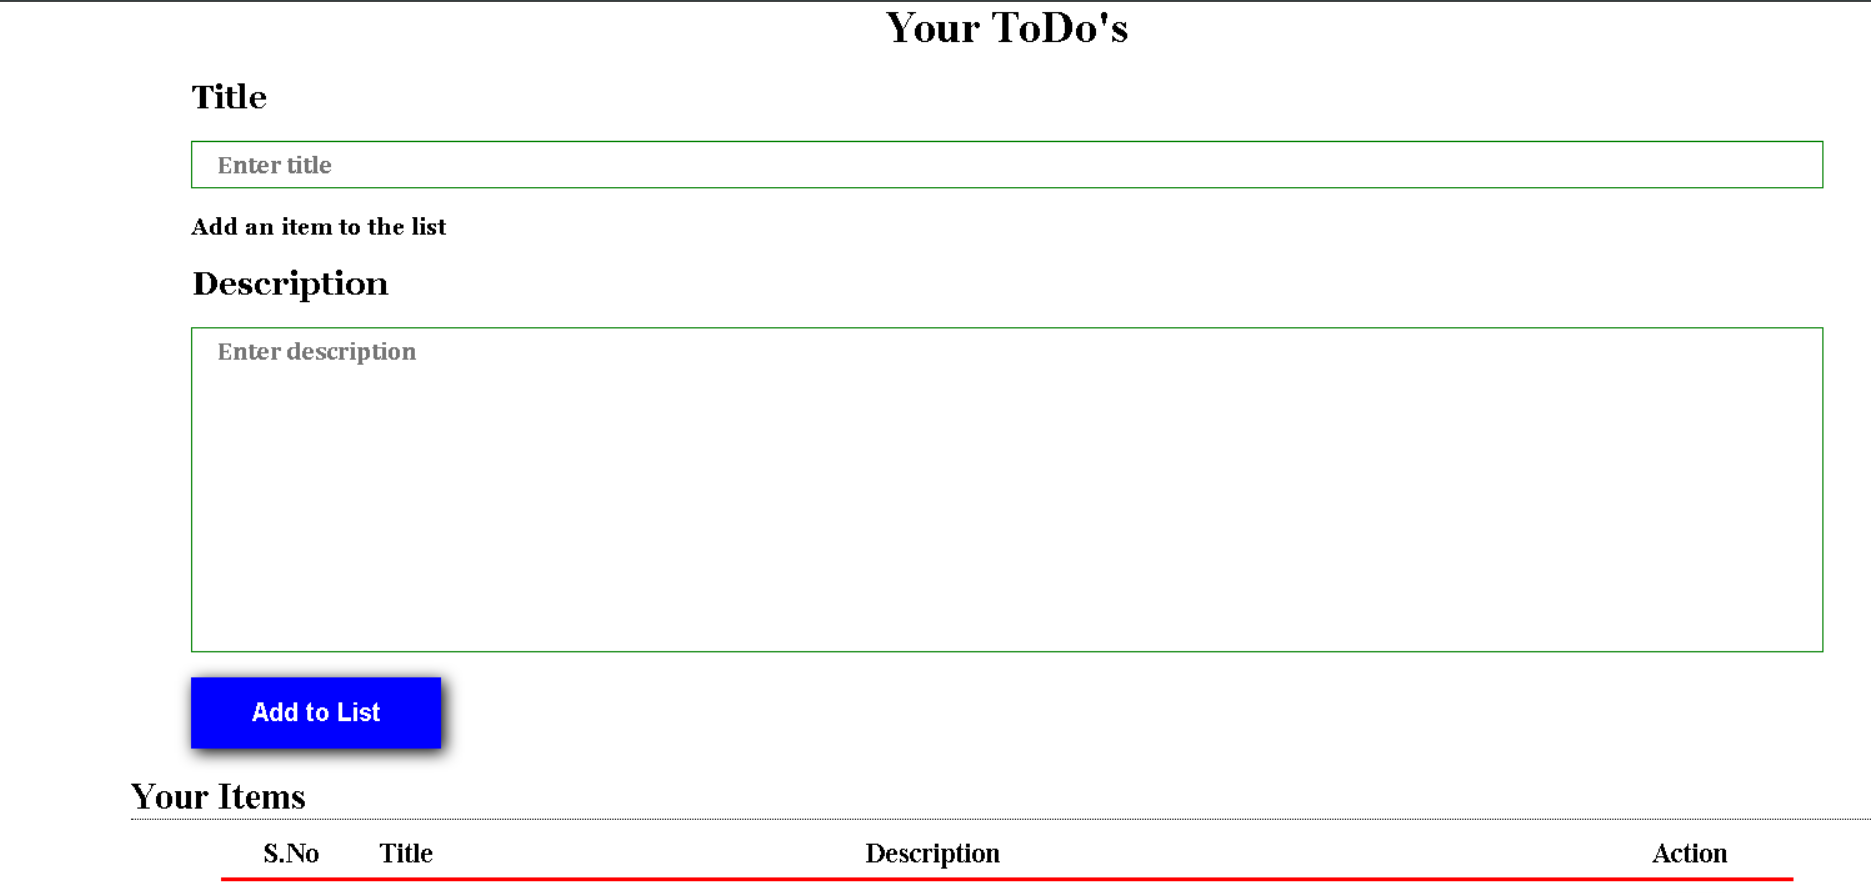 Your ToDo's
Title
Enter title
Add an item to the list
Description
Enter description
Add to List
Your Items
S.No Title Description Action